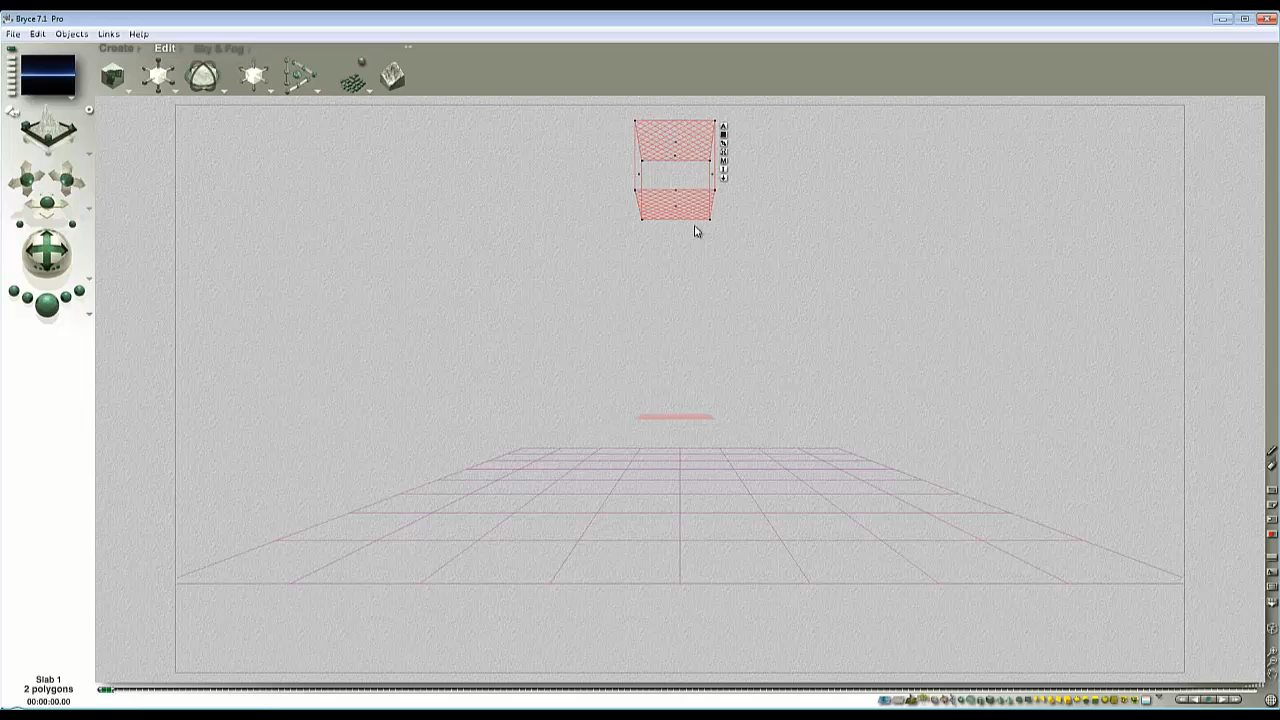 Bryce 7.1 Pro
File Edit Objects Links Help
Create Edit Sky & Fog
A
M
Slab 1
2 polygons
00:00:00.00